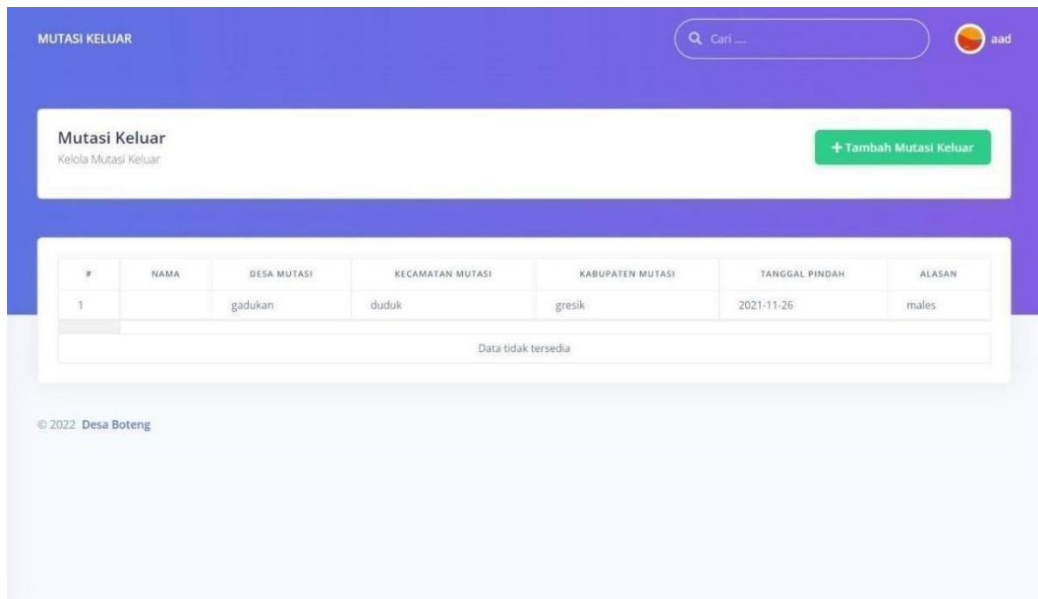 MUTASI KELUAR
Cari ....
aad
Mutasi Keluar
Kelola Mutasi Keluar
+ Tambah Mutasi Keluar
# NAMA DESA MUTASI KECAMATAN MUTASI KABUPATEN MUTASI TANGGAL PINDAH ALASAN
1 gadukan duduk gresik 2021-11-26 males
Data tidak tersedia
© 2022 Desa Boteng